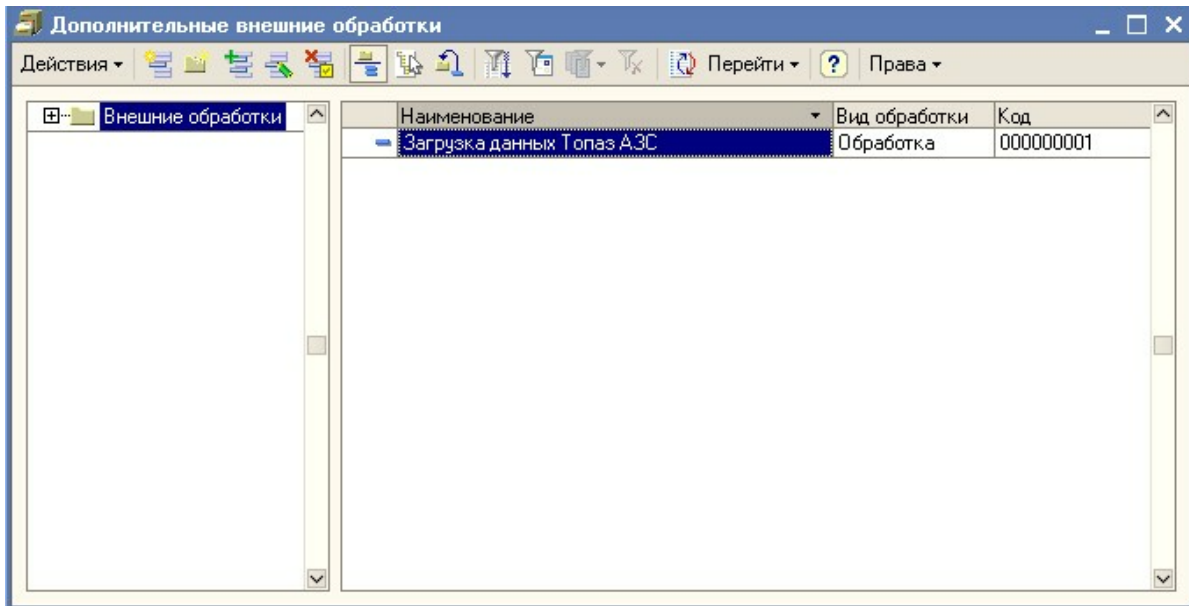 Дополнительные внешние обработки
Действия Перейти ? Права
Внешние обработки
Наименование Вид обработки Код
Загрузка данных Топаз АЗС Обработка 000000001